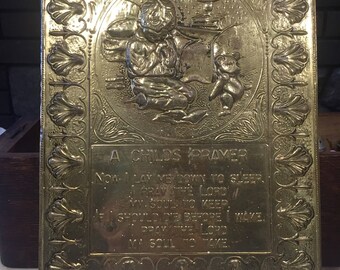 A CHILDS PRAYER
NOW I LAY ME DOWN TO SLEEP
I PRAY THE LORD
MY SOUL TO KEEP
IF I SHOULD DIE BEFORE I WAKE
I PRAY THE LORD
MY SOUL TO TAKE